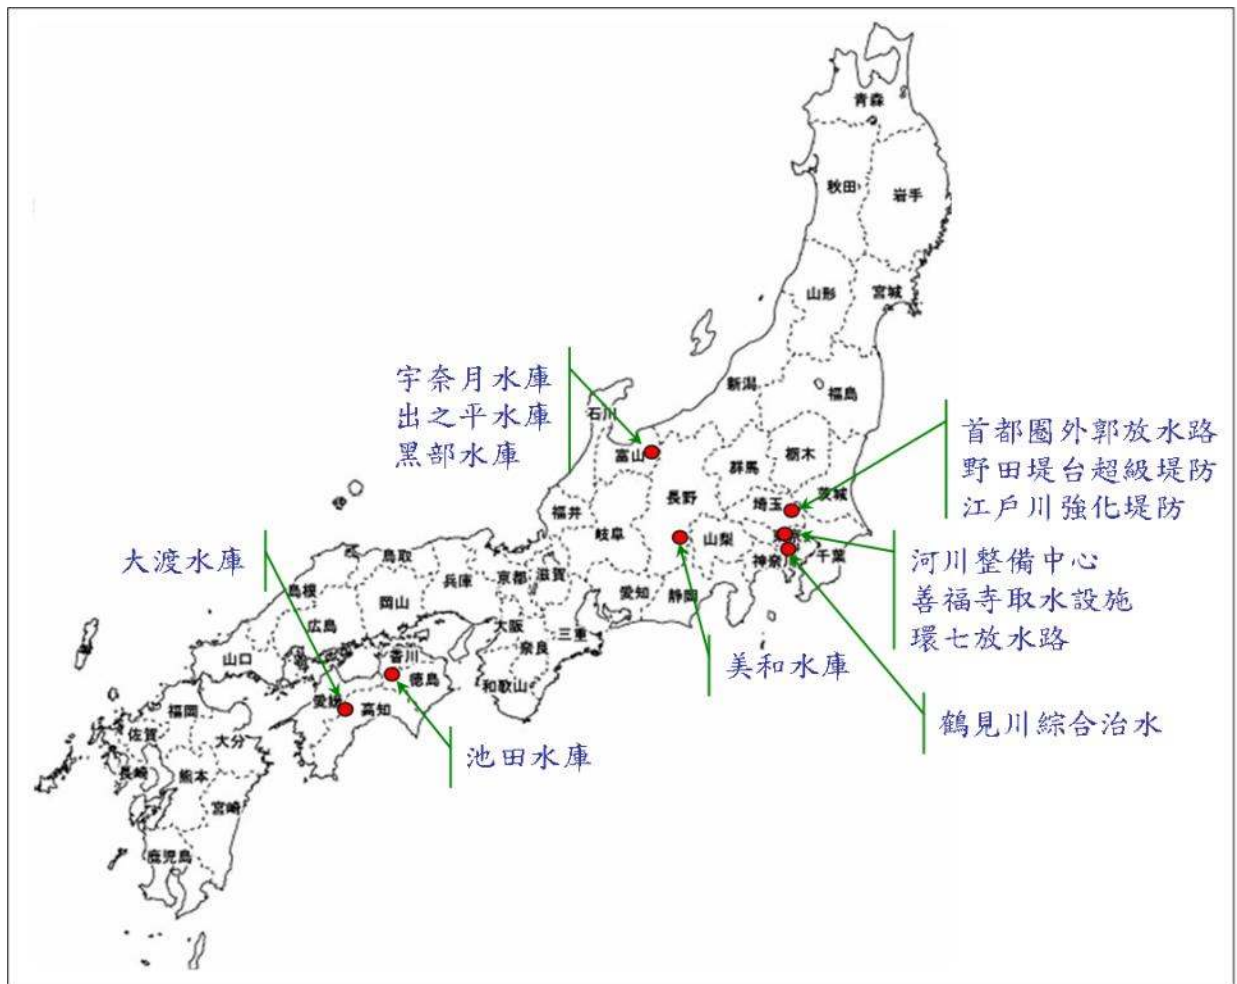 青森
秋田
岩手
山形
宮城
新潟
福島
石川
富山
群馬
栃木
長野
埼玉
茨城
福井
岐阜
山梨
東京
神奈川
千葉
愛知
静岡
鳥取
兵庫
京都
滋賀
島根
岡山
広島
大阪
三重
奈良
山口
香川
徳島
和歌山
愛媛
高知
福岡
佐賀
大分
長崎
熊本
宮崎
鹿児島
宇奈月水庫
出之平水庫
黑部水庫
首都圈外郭放水路
野田堤台超級堤防
江戶川強化堤防
河川整備中心
善福寺取水設施
環七放水路
鶴見川綜合治水
美和水庫
大渡水庫
池田水庫